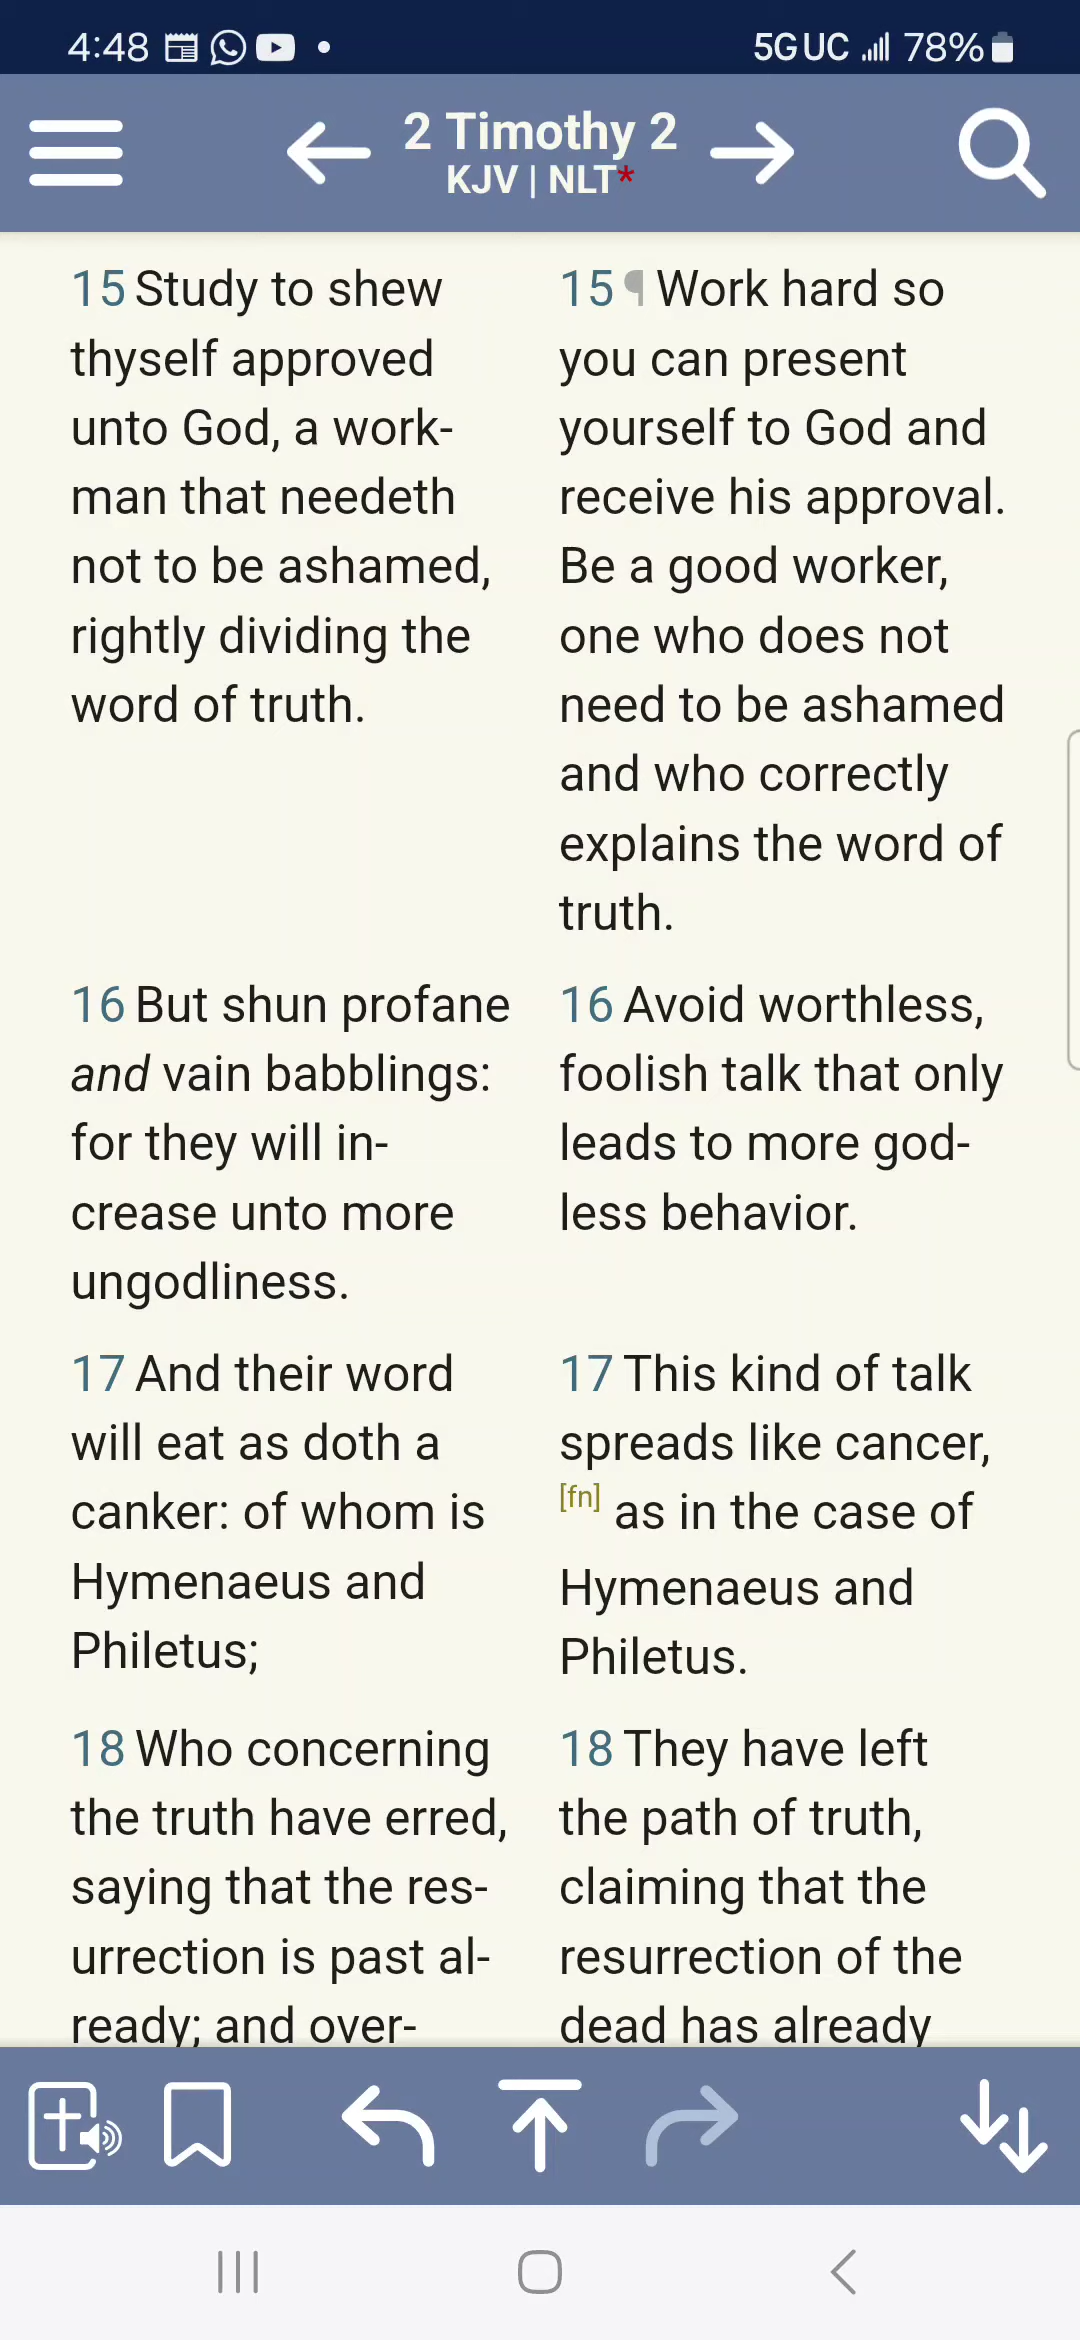 4:48
5G UC 78%
2 Timothy 2
KJV | NLT*
15 Study to shew
thyself approved
unto God, a work-
man that needeth
not to be ashamed,
rightly dividing the
word of truth.
15 ¶ Work hard so
you can present
yourself to God and
receive his approval.
Be a good worker,
one who does not
need to be ashamed
and who correctly
explains the word of
truth.
16 But shun profane
and vain babblings:
for they will in-
crease unto more
ungodliness.
16 Avoid worthless,
foolish talk that only
leads to more god-
less behavior.
17 And their word
will eat as doth a
canker: of whom is
Hymenaeus and
Philetus;
17 This kind of talk
spreads like cancer,
[fn] as in the case of
Hymenaeus and
Philetus.
18 Who concerning
the truth have erred,
saying that the res-
urrection is past al-
ready; and over-
18 They have left
the path of truth,
claiming that the
resurrection of the
dead has already